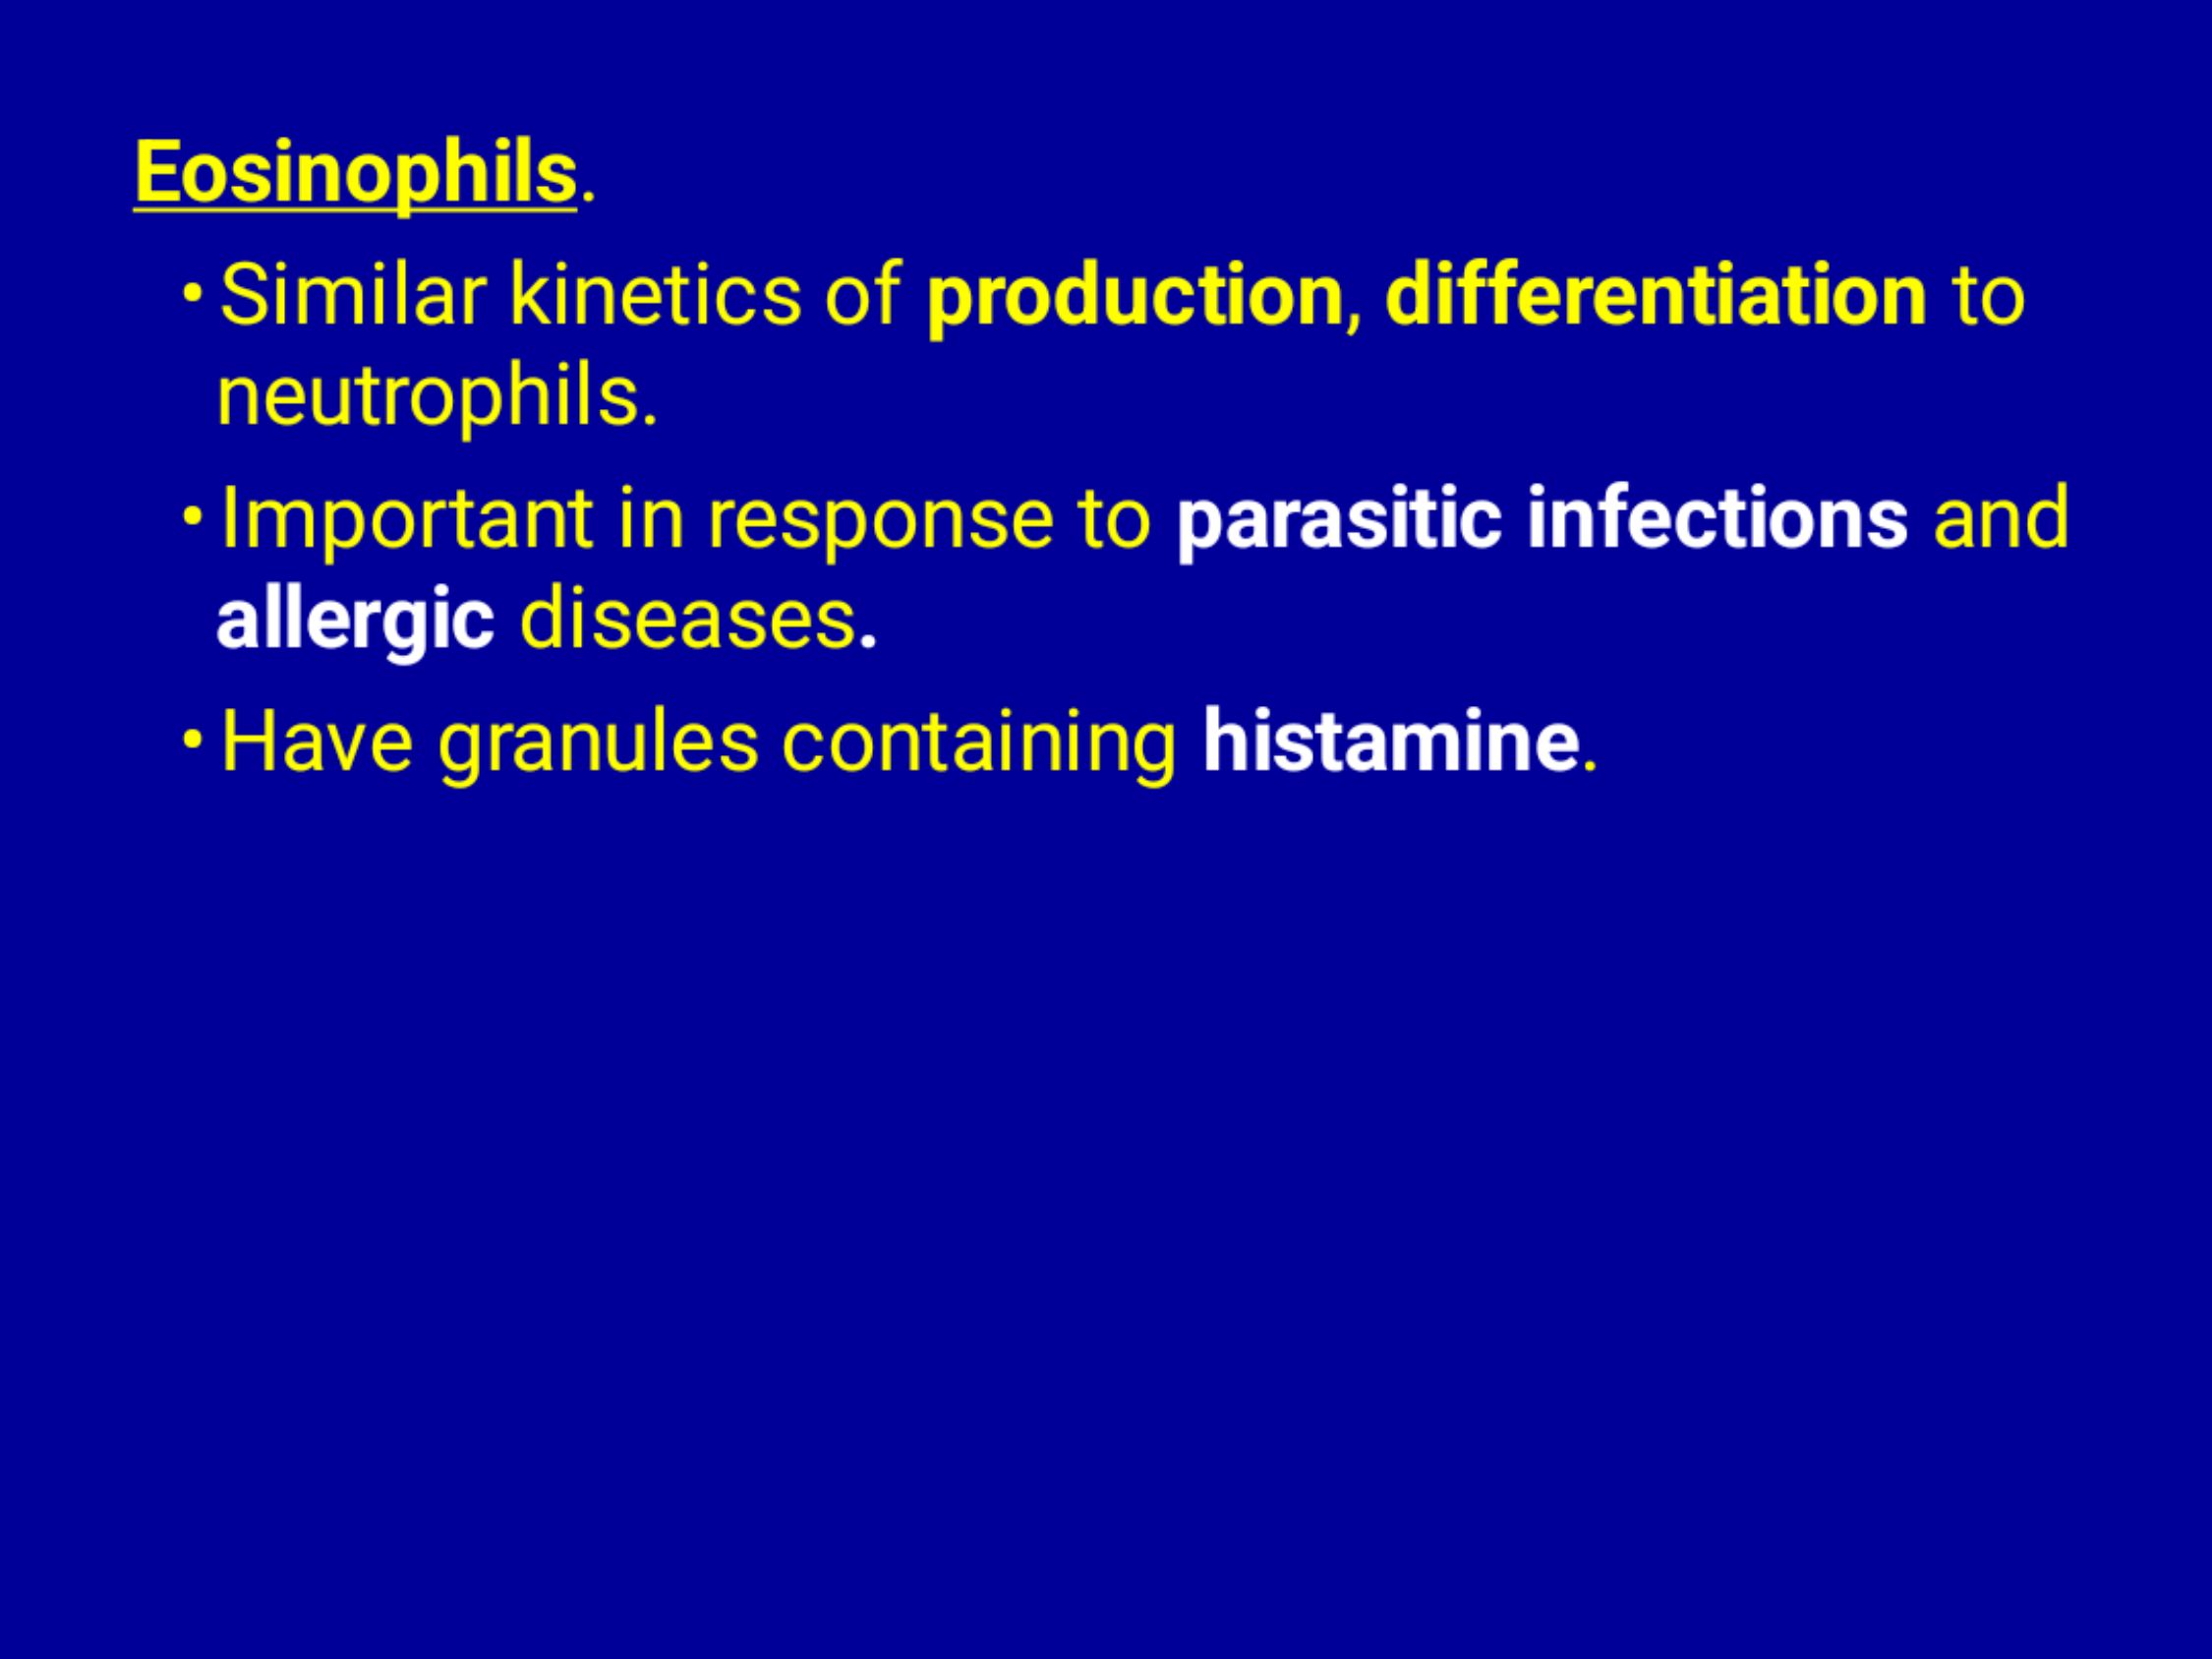 Eosinophils.
• Similar kinetics of production, differentiation to
neutrophils.
• Important in response to parasitic infections and
allergic diseases.
• Have granules containing histamine.